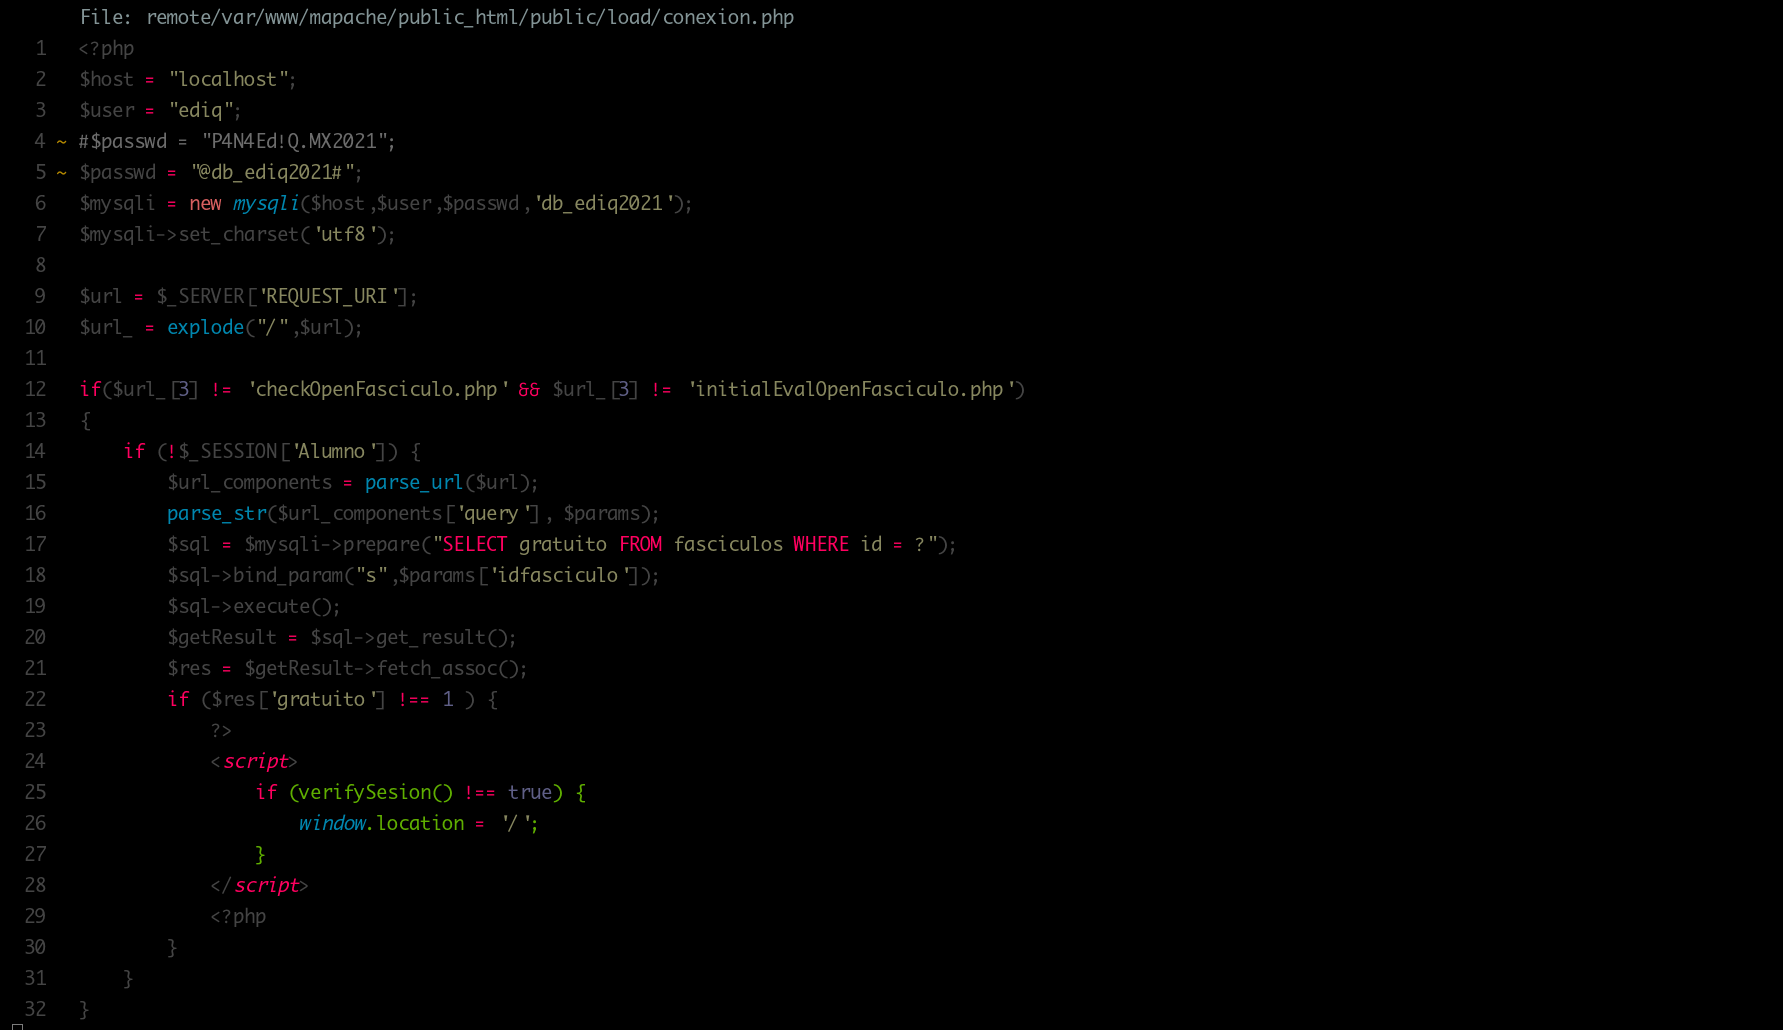 File: remote/var/www/mapache/public_html/public/load/conexion.php
1 <?php
2 $host = "localhost";
3 $user = "ediq";
4 ~ #$passwd = "P4N4Ed!Q.MX2021";
5 ~ $passwd = "@db_ediq2021#";
6 $mysqli = new mysqli($host,$user,$passwd,'db_ediq2021');
7 $mysqli->set_charset('utf8');
8
9 $url = $_SERVER['REQUEST_URI'];
10 $url_ = explode("/",$url);
11
12 if($url_[3] != 'checkOpenFasciculo.php' && $url_[3] != 'initialEvalOpenFasciculo.php')
13 {
14     if (!$_SESSION['Alumno']) {
15         $url_components = parse_url($url);
16         parse_str($url_components['query'], $params);
17         $sql = $mysqli->prepare("SELECT gratuito FROM fasciculos WHERE id = ?");
18         $sql->bind_param("s",$params['idfasciculo']);
19         $sql->execute();
20         $getResult = $sql->get_result();
21         $res = $getResult->fetch_assoc();
22         if ($res['gratuito'] !== 1 ) {
23             ?>
24             <script>
25                 if (verifySesion() !== true) {
26                     window.location = '/';
27                 }
28             </script>
29             <?php
30         }
31     }
32 }